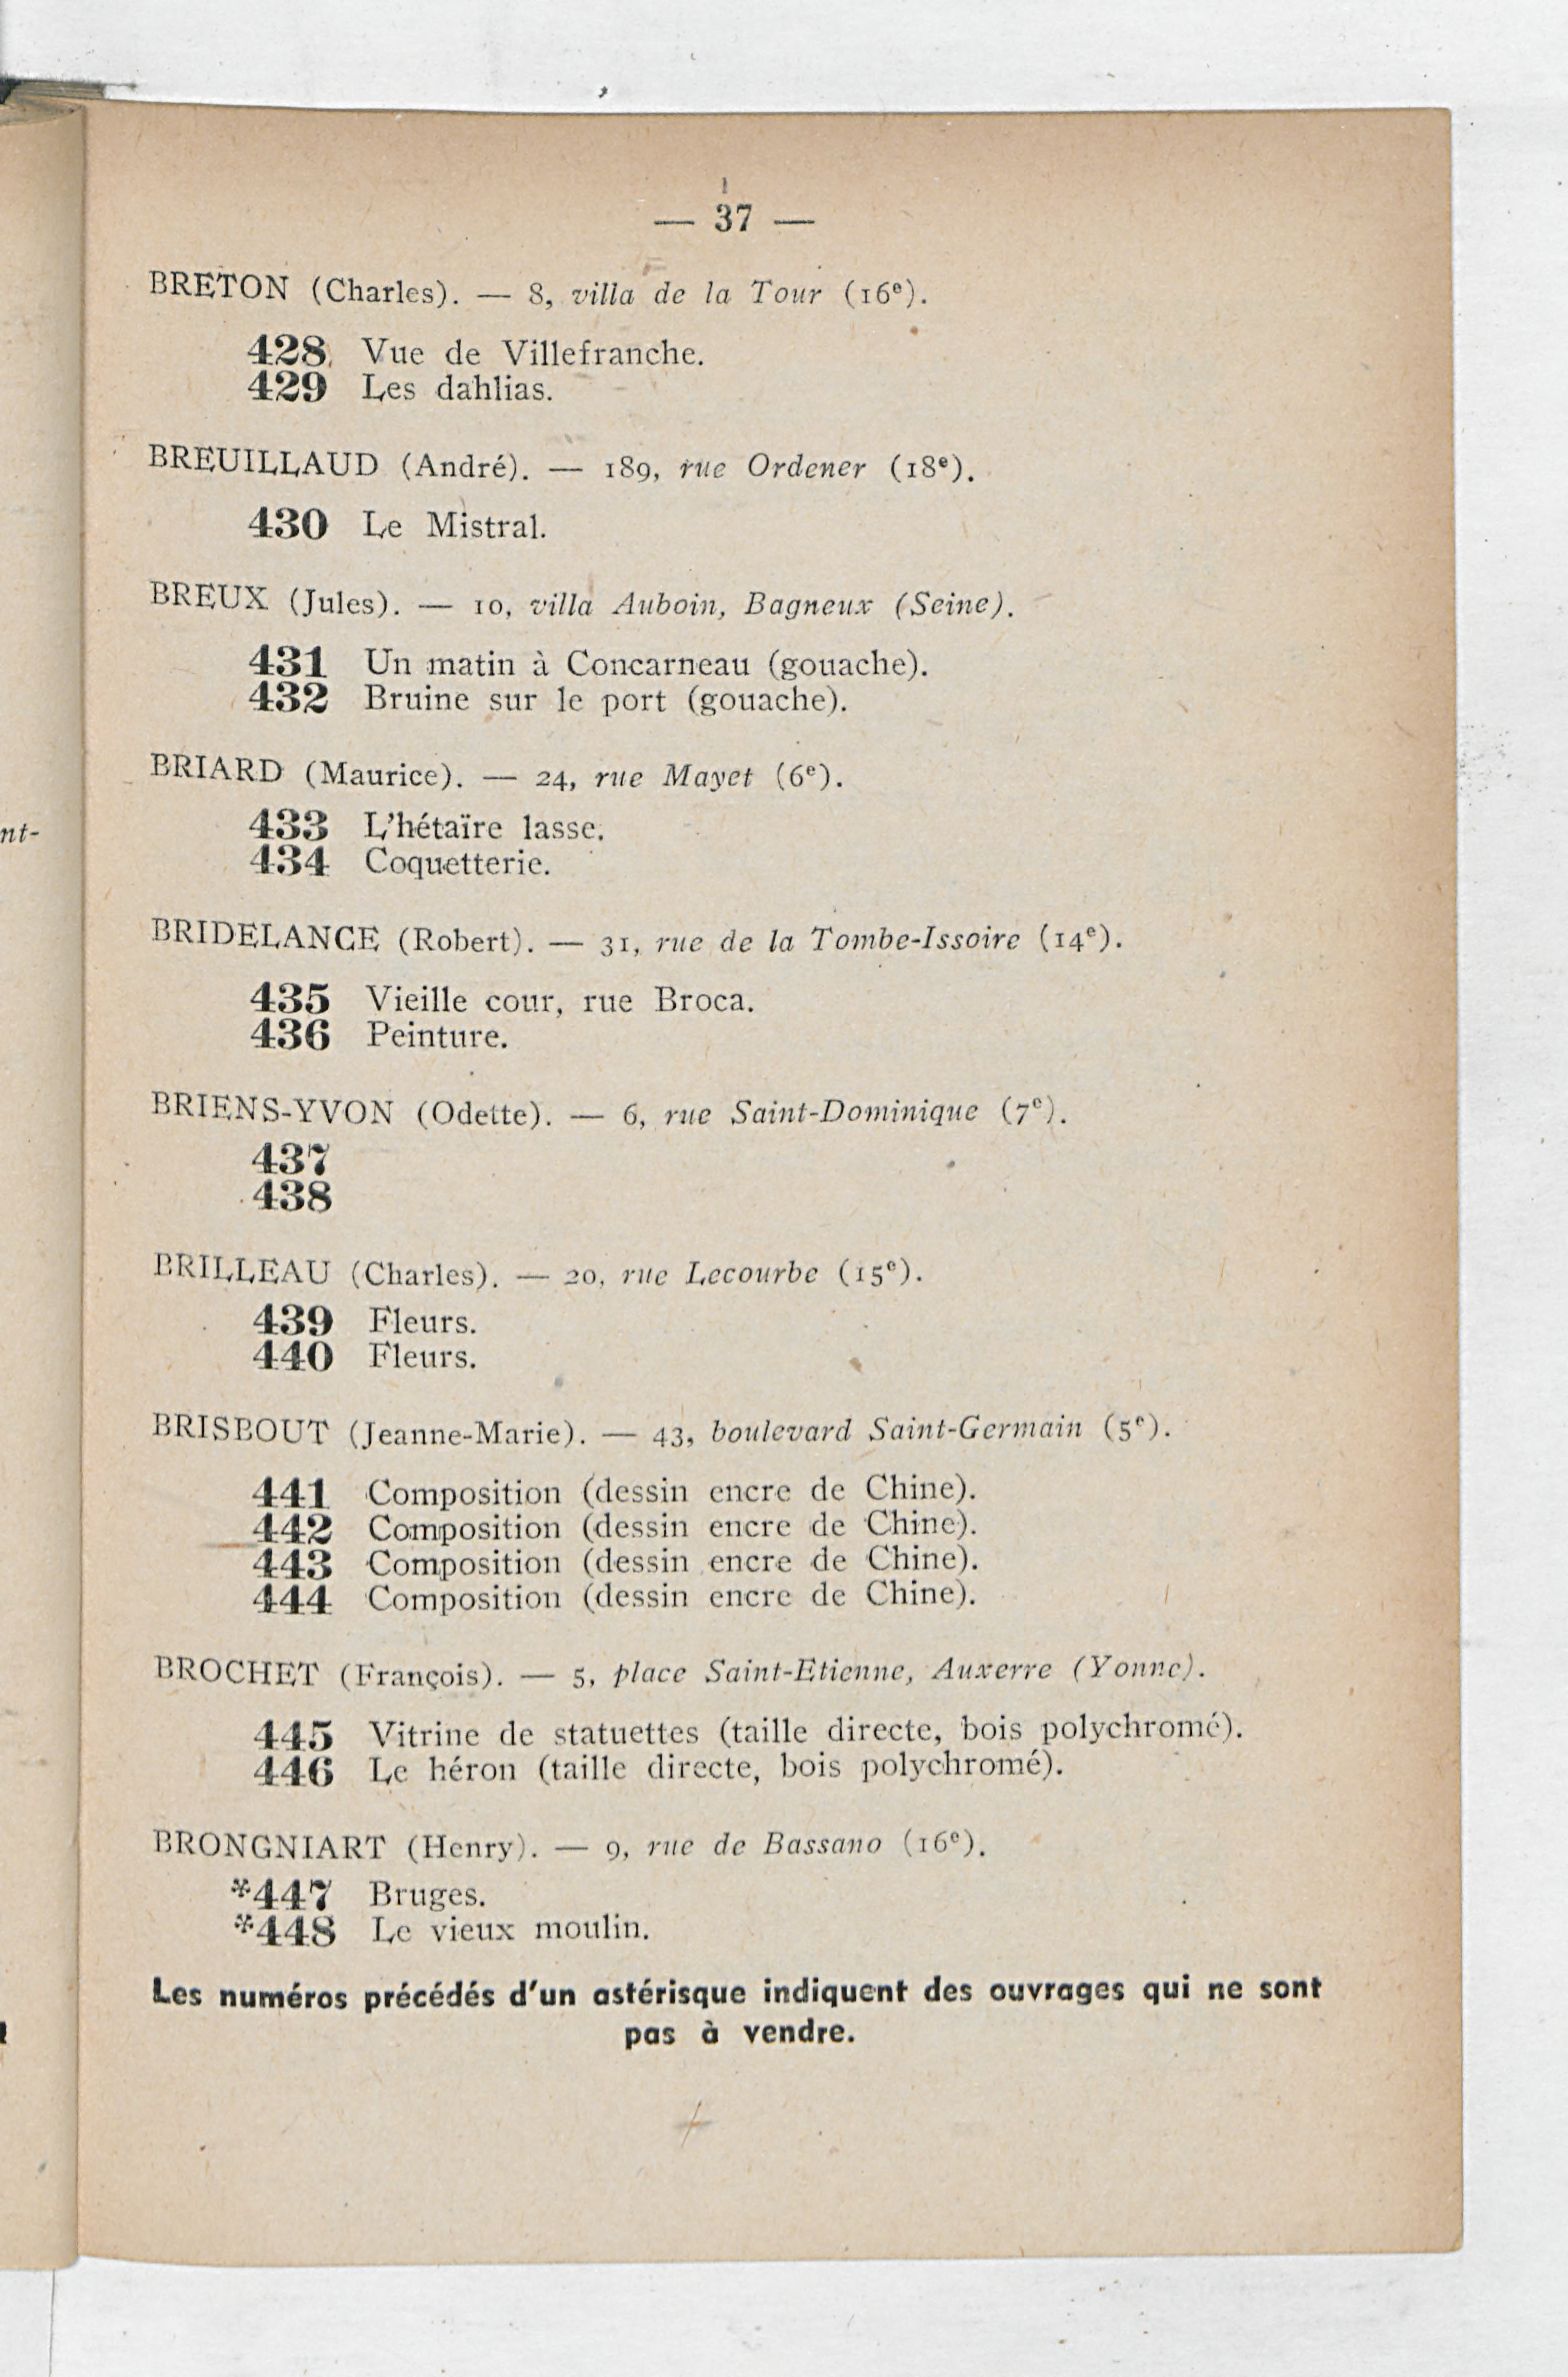 — 37 —
BRETON (Charles). — 8, villa de la Tour (16e).
428 Vue de Villefranche.
429 Les dahlias.
BREUILLAUD (André). — 189, rue Ordener (18e).
430 Le Mistral.
BREUX (Jules). — 10, villa Auboin, Bagneux (Seine).
431 Un matin à Concarneau (gouache).
432 Bruine sur le port (gouache).
BRIARD (Maurice). — 24, rue Mayet (6e).
433 L'hétaïre lasse.
434 Coquetterie.
BRIDELANCE (Robert). — 31, rue de la Tombe-Issoire (14e).
435 Vieille cour, rue Broca.
436 Peinture.
BRIENS-YVON (Odette). — 6, rue Saint-Dominique (7e).
437
438
BRILLEAU (Charles). — 20, rue Lecourbe (15e).
439 Fleurs.
440 Fleurs.
BRISBOUT (Jeanne-Marie). — 43, boulevard Saint-Germain (5e).
441 Composition (dessin encre de Chine).
442 Composition (dessin encre de Chine).
443 Composition (dessin encre de Chine).
444 Composition (dessin encre de Chine).
BROCHET (François). — 5, place Saint-Etienne, Auxerre (Yonne).
445 Vitrine de statuettes (taille directe, bois polychromé).
446 Le héron (taille directe, bois polychromé).
BRONGNIART (Henry). — 9, rue de Bassano (16e).
*447 Bruges.
*448 Le vieux moulin.
Les numéros précédés d'un astérisque indiquent des ouvrages qui ne sont
pas à vendre.
nt-